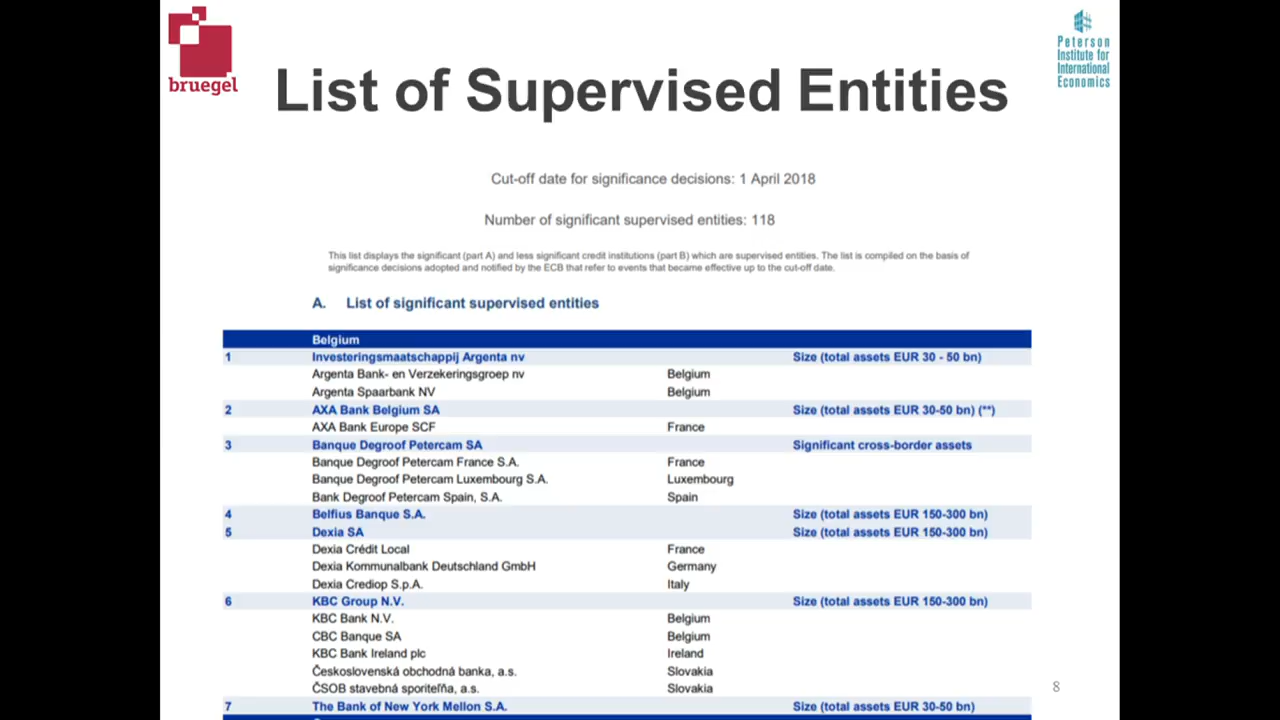 bruegel
Peterson
Institute for
International
Economics
List of Supervised Entities
Cut-off date for significance decisions: 1 April 2018
Number of significant supervised entities: 118
This list displays the significant (part A) and less significant credit institutions (part B) which are supervised entities. The list is compiled on the basis of
significance decisions adopted and notified by the ECB that refer to events that became effective up to the cut-off date.
A. List of significant supervised entities
Belgium
1 Investeringsmaatschappij Argenta nv Size (total assets EUR 30 - 50 bn)
Argenta Bank- en Verzekeringsgroep nv Belgium
Argenta Spaarbank NV Belgium
2 AXA Bank Belgium SA Size (total assets EUR 30-50 bn) (**)
AXA Bank Europe SCF France
3 Banque Degroof Petercam SA Significant cross-border assets
Banque Degroof Petercam France S.A. France
Banque Degroof Petercam Luxembourg S.A. Luxembourg
Bank Degroof Petercam Spain, S.A. Spain
4 Belfius Banque S.A. Size (total assets EUR 150-300 bn)
5 Dexia SA Size (total assets EUR 150-300 bn)
Dexia Crédit Local France
Dexia Kommunalbank Deutschland GmbH Germany
Dexia Crediop S.p.A. Italy
6 KBC Group N.V. Size (total assets EUR 150-300 bn)
KBC Bank N.V. Belgium
CBC Banque SA Belgium
KBC Bank Ireland plc Ireland
Československá obchodná banka, a.s. Slovakia
ČSOB stavebná sporiteľňa, a.s. Slovakia
8
7 The Bank of New York Mellon S.A. Size (total assets EUR 30-50 bn)